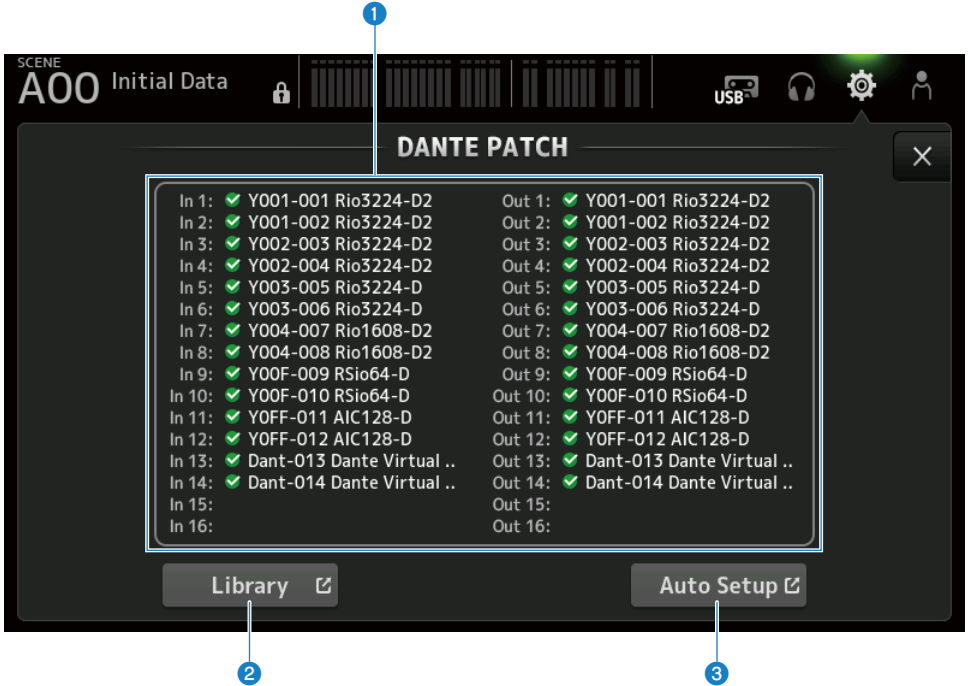 1
SCENE
A00 Initial Data
USB
DANTE PATCH
In 1: Y001-001 Rio3224-D2 Out 1: Y001-001 Rio3224-D2
In 2: Y001-002 Rio3224-D2 Out 2: Y001-002 Rio3224-D2
In 3: Y002-003 Rio3224-D2 Out 3: Y002-003 Rio3224-D2
In 4: Y002-004 Rio3224-D2 Out 4: Y002-004 Rio3224-D2
In 5: Y003-005 Rio3224-D Out 5: Y003-005 Rio3224-D
In 6: Y003-006 Rio3224-D Out 6: Y003-006 Rio3224-D
In 7: Y004-007 Rio1608-D2 Out 7: Y004-007 Rio1608-D2
In 8: Y004-008 Rio1608-D2 Out 8: Y004-008 Rio1608-D2
In 9: Y00F-009 RSio64-D Out 9: Y00F-009 RSio64-D
In 10: Y00F-010 RSio64-D Out 10: Y00F-010 RSio64-D
In 11: Y0FF-011 AIC128-D Out 11: Y0FF-011 AIC128-D
In 12: Y0FF-012 AIC128-D Out 12: Y0FF-012 AIC128-D
In 13: Dant-013 Dante Virtual .. Out 13: Dant-013 Dante Virtual ..
In 14: Dant-014 Dante Virtual .. Out 14: Dant-014 Dante Virtual ..
In 15: Out 15:
In 16: Out 16:
Library Auto Setup
2 3